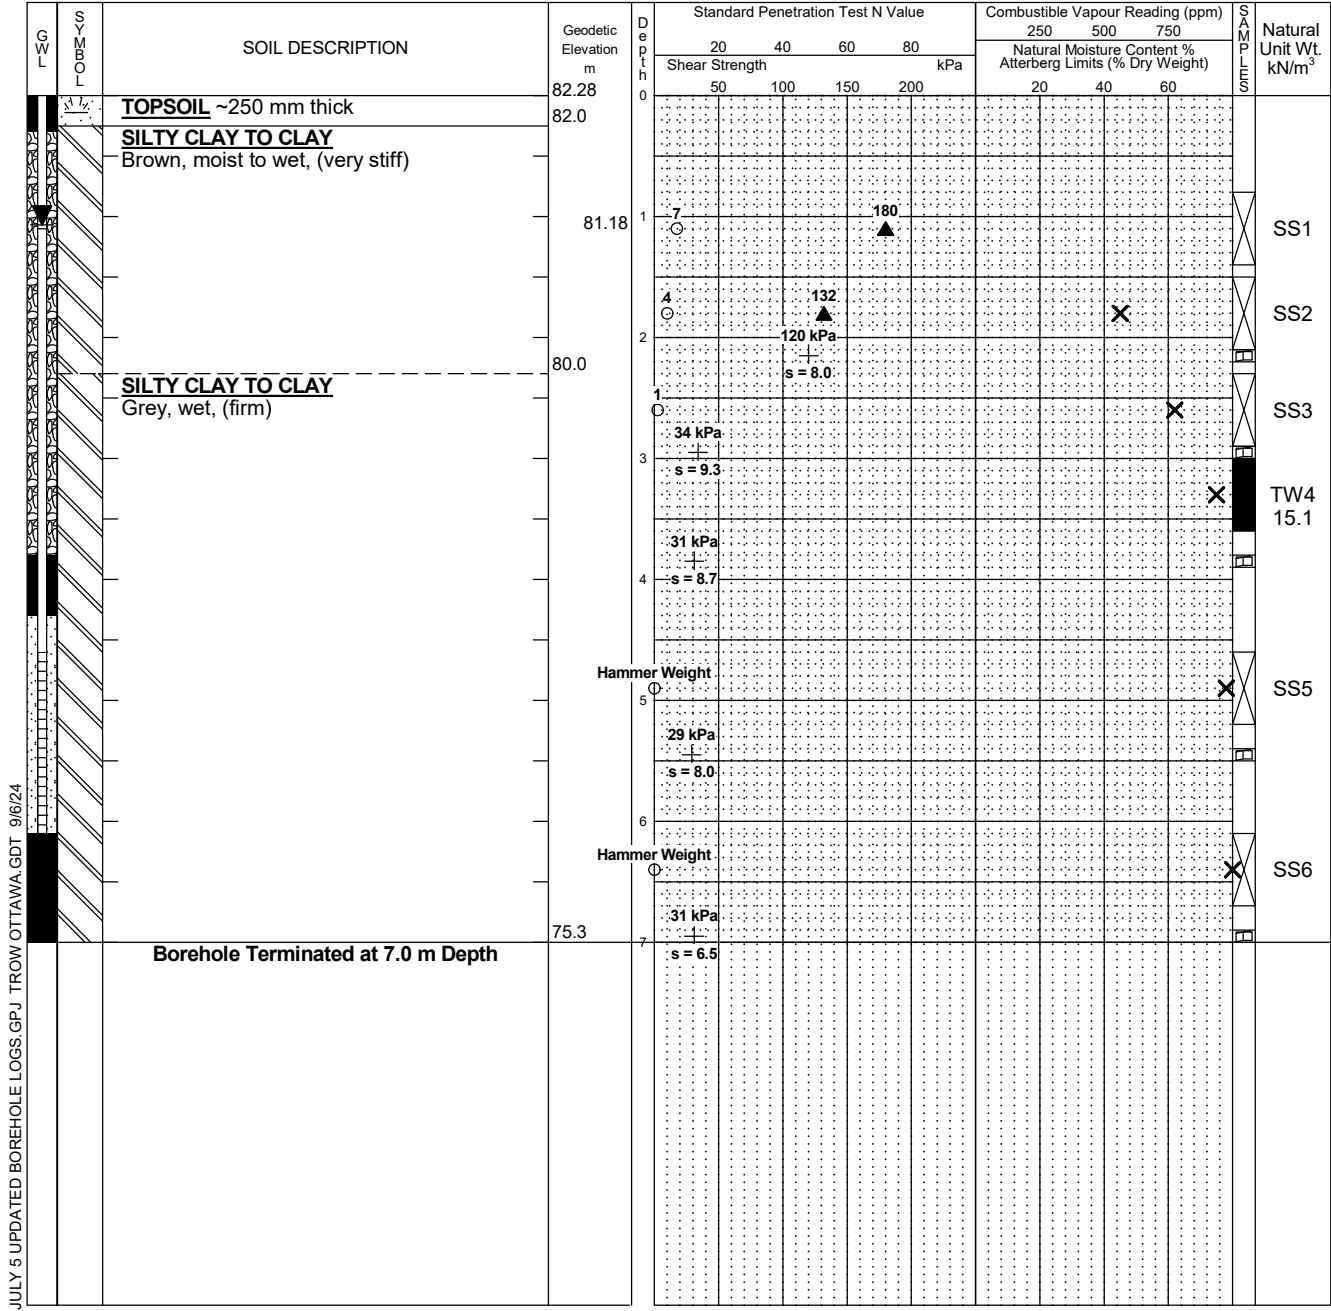 GWL
SYMBOL
SOIL DESCRIPTION
Geodetic
Elevation
m
Depth
Standard Penetration Test N Value
20 40 60 80
Shear Strength kPa
50 100 150 200
Combustible Vapour Reading (ppm)
250 500 750
Natural Moisture Content %
Atterberg Limits (% Dry Weight)
20 40 60
SAMPLES
Natural
Unit Wt.
kN/m³
82.28
0
TOPSOIL ~250 mm thick
82.0
SILTY CLAY TO CLAY
Brown, moist to wet, (very stiff)
81.18
1
7
180
SS1
4
132
SS2
2
120 kPa
s = 8.0
80.0
SILTY CLAY TO CLAY
Grey, wet, (firm)
1
SS3
34 kPa
3
s = 9.3
TW4
15.1
31 kPa
4
s = 8.7
Hammer Weight
SS5
5
29 kPa
s = 8.0
6
Hammer Weight
SS6
31 kPa
75.3
7
s = 6.5
Borehole Terminated at 7.0 m Depth
JULY 5 UPDATED BOREHOLE LOGS.GPJ TROW OTTAWA.GDT 9/6/24